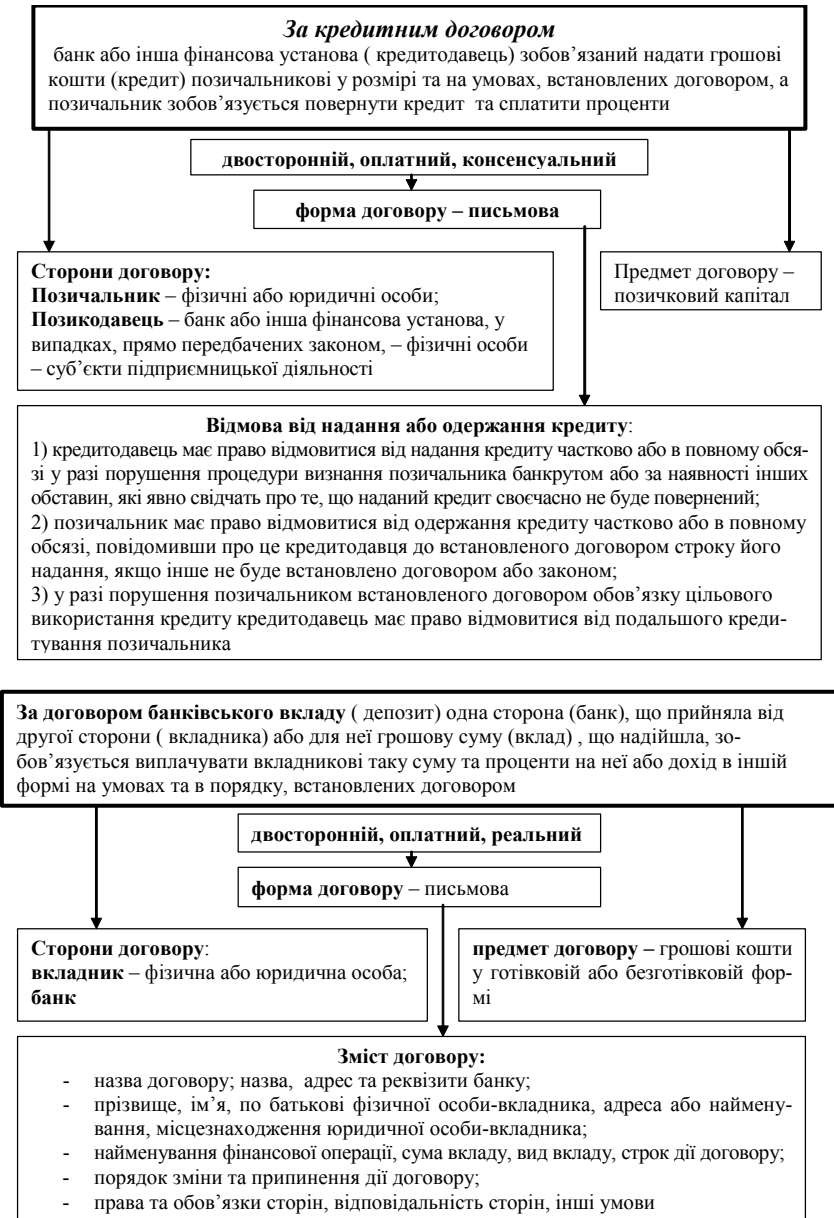 За кредитним договором
банк або інша фінансова установа ( кредитодавець) зобов’язаний надати грошові
кошти (кредит) позичальникові у розмірі та на умовах, встановлених договором, а
позичальник зобов’язується повернути кредит та сплатити проценти
двосторонній, оплатний, консенсуальний
форма договору – письмова
Сторони договору:
Позичальник – фізичні або юридичні особи;
Позикодавець – банк або інша фінансова установа, у
випадках, прямо передбачених законом, – фізичні особи
– суб’єкти підприємницької діяльності
Предмет договору –
позичковий капітал
Відмова від надання або одержання кредиту:
1) кредитодавець має право відмовитися від надання кредиту частково або в повному обся-
зі у разі порушення процедури визнання позичальника банкрутом або за наявності інших
обставин, які явно свідчать про те, що наданий кредит своєчасно не буде повернений;
2) позичальник має право відмовитися від одержання кредиту частково або в повному
обсязі, повідомивши про це кредитодавця до встановленого договором строку його
надання, якщо інше не буде встановлено договором або законом;
3) у разі порушення позичальником встановленого договором обов’язку цільового
використання кредиту кредитодавець має право відмовитися від подальшого креди-
тування позичальника
За договором банківського вкладу ( депозит) одна сторона (банк), що прийняла від
другої сторони ( вкладника) або для неї грошову суму (вклад) , що надійшла, зо-
бов’язується виплачувати вкладникові таку суму та проценти на неї або дохід в іншій
формі на умовах та в порядку, встановлених договором
двосторонній, оплатний, реальний
форма договору – письмова
Сторони договору:
вкладник – фізична або юридична особа;
банк
предмет договору – грошові кошти
у готівковій або безготівковій фор-
мі
Зміст договору:
- назва договору; назва, адрес та реквізити банку;
- прізвище, ім’я, по батькові фізичної особи-вкладника, адреса або наймену-
вання, місцезнаходження юридичної особи-вкладника;
- найменування фінансової операції, сума вкладу, вид вкладу, строк дії договору;
- порядок зміни та припинення дії договору;
- права та обов’язки сторін, відповідальність сторін, інші умови